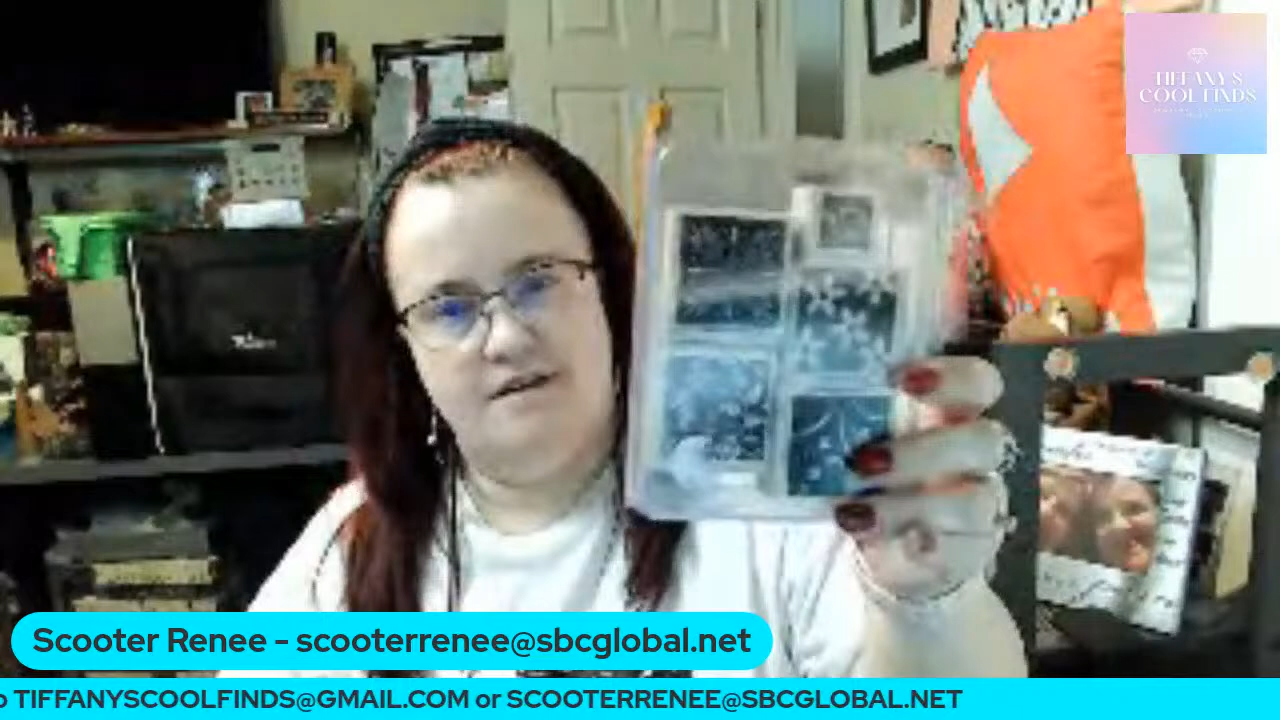 TIFFANY'S
COOL FINDS
Scooter Renee - scooterrenee@sbcglobal.net
o TIFFANYSCOOLFINDS@GMAIL.COM or SCOOTERRENEE@SBCGLOBAL.NET